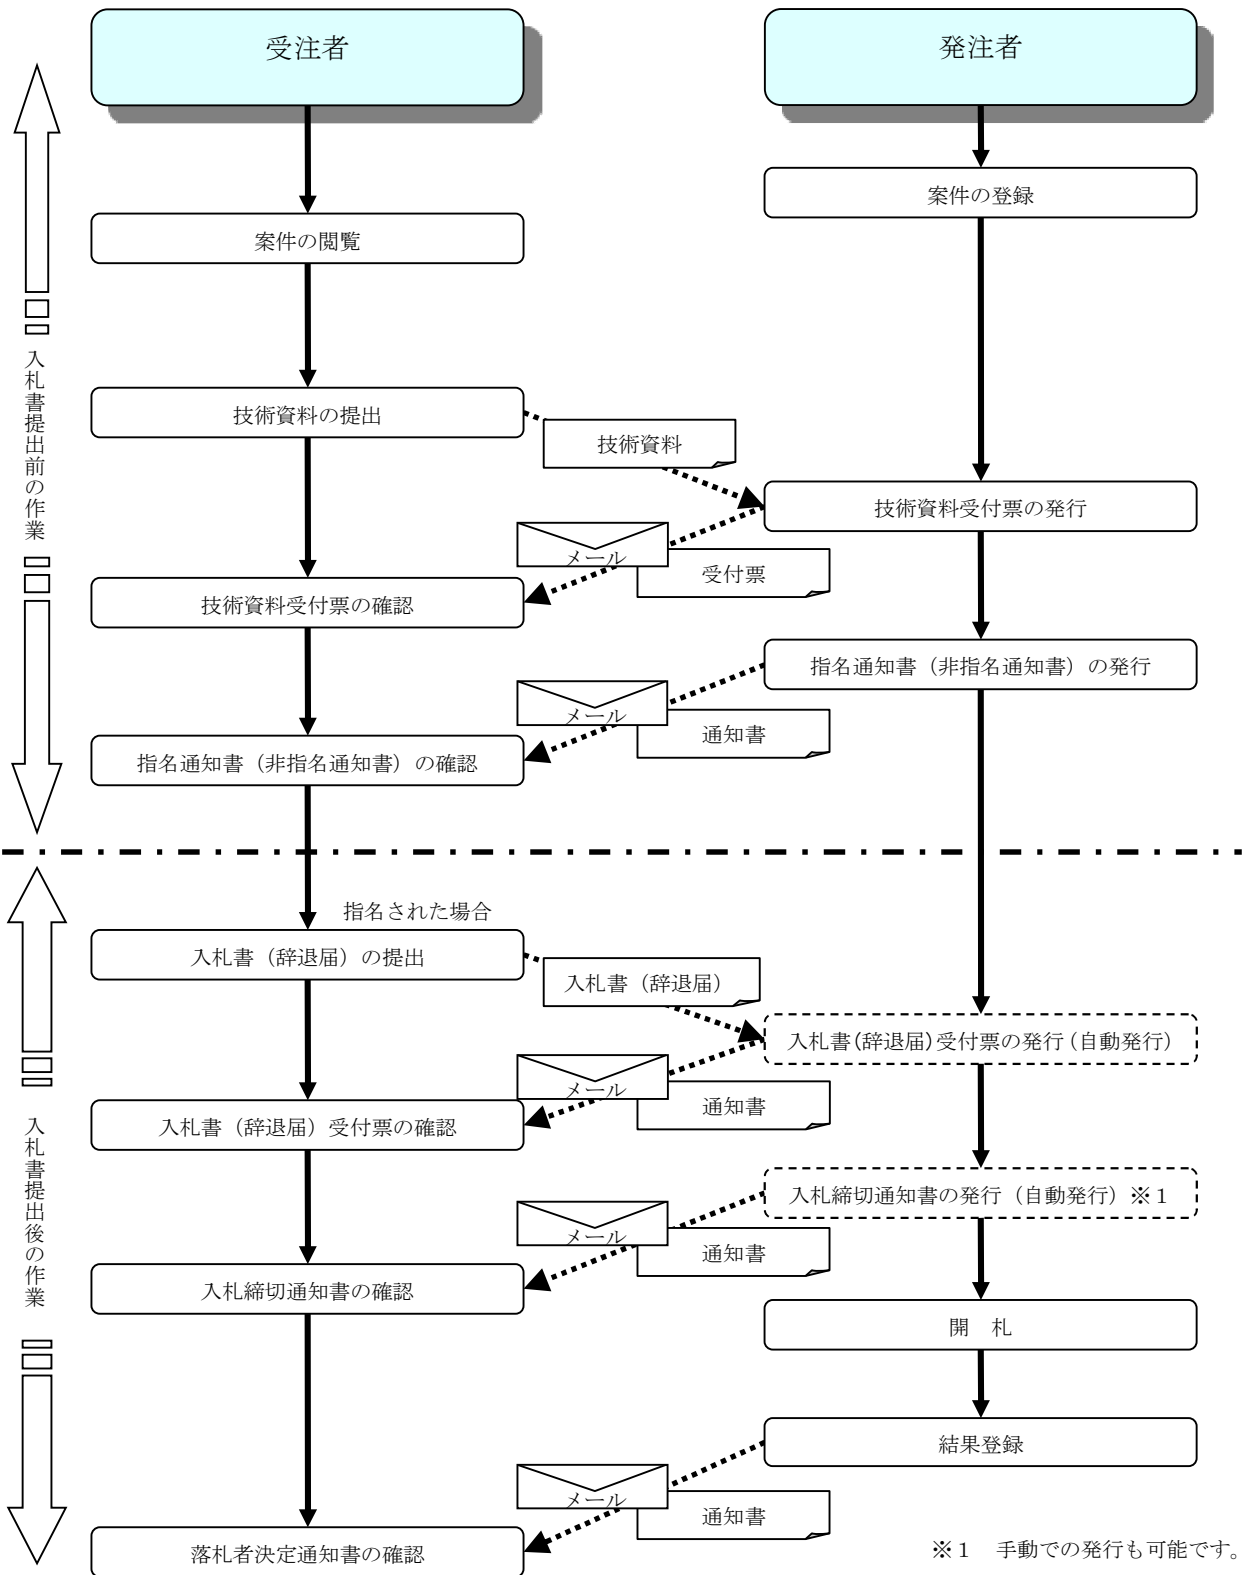 受注者
発注者
案件の登録
案件の閲覧
入札書提出前の作業
技術資料の提出
技術資料
技術資料受付票の発行
メール
受付票
技術資料受付票の確認
指名通知書（非指名通知書）の発行
メール
通知書
指名通知書（非指名通知書）の確認
指名された場合
入札書（辞退届）の提出
入札書（辞退届）
入札書（辞退届）受付票の発行（自動発行）
メール
通知書
入札書（辞退届）受付票の確認
入札書提出後の作業
入札締切通知書の発行（自動発行）※１
メール
通知書
入札締切通知書の確認
開　札
結果登録
メール
通知書
落札者決定通知書の確認
※１　手動での発行も可能です。